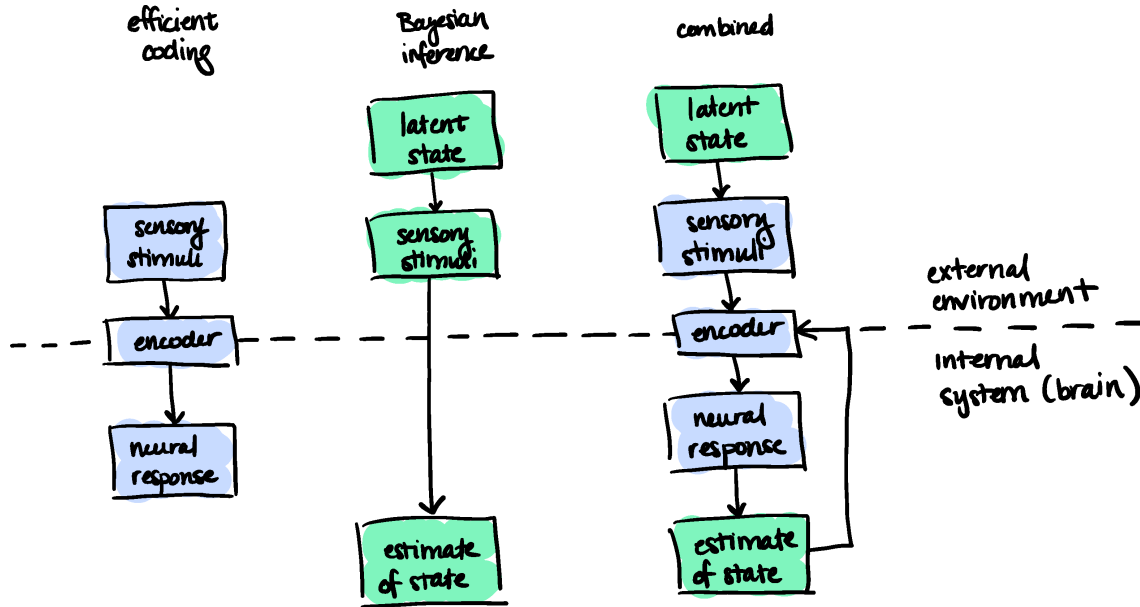 efficient
coding
sensory
stimuli
encoder
neural
response
Bayesian
inference
latent
state
sensory
stimuli
estimate
of state
combined
latent
state
sensory
stimuli
encoder
neural
response
estimate
of state
external
environment
internal
system (brain)